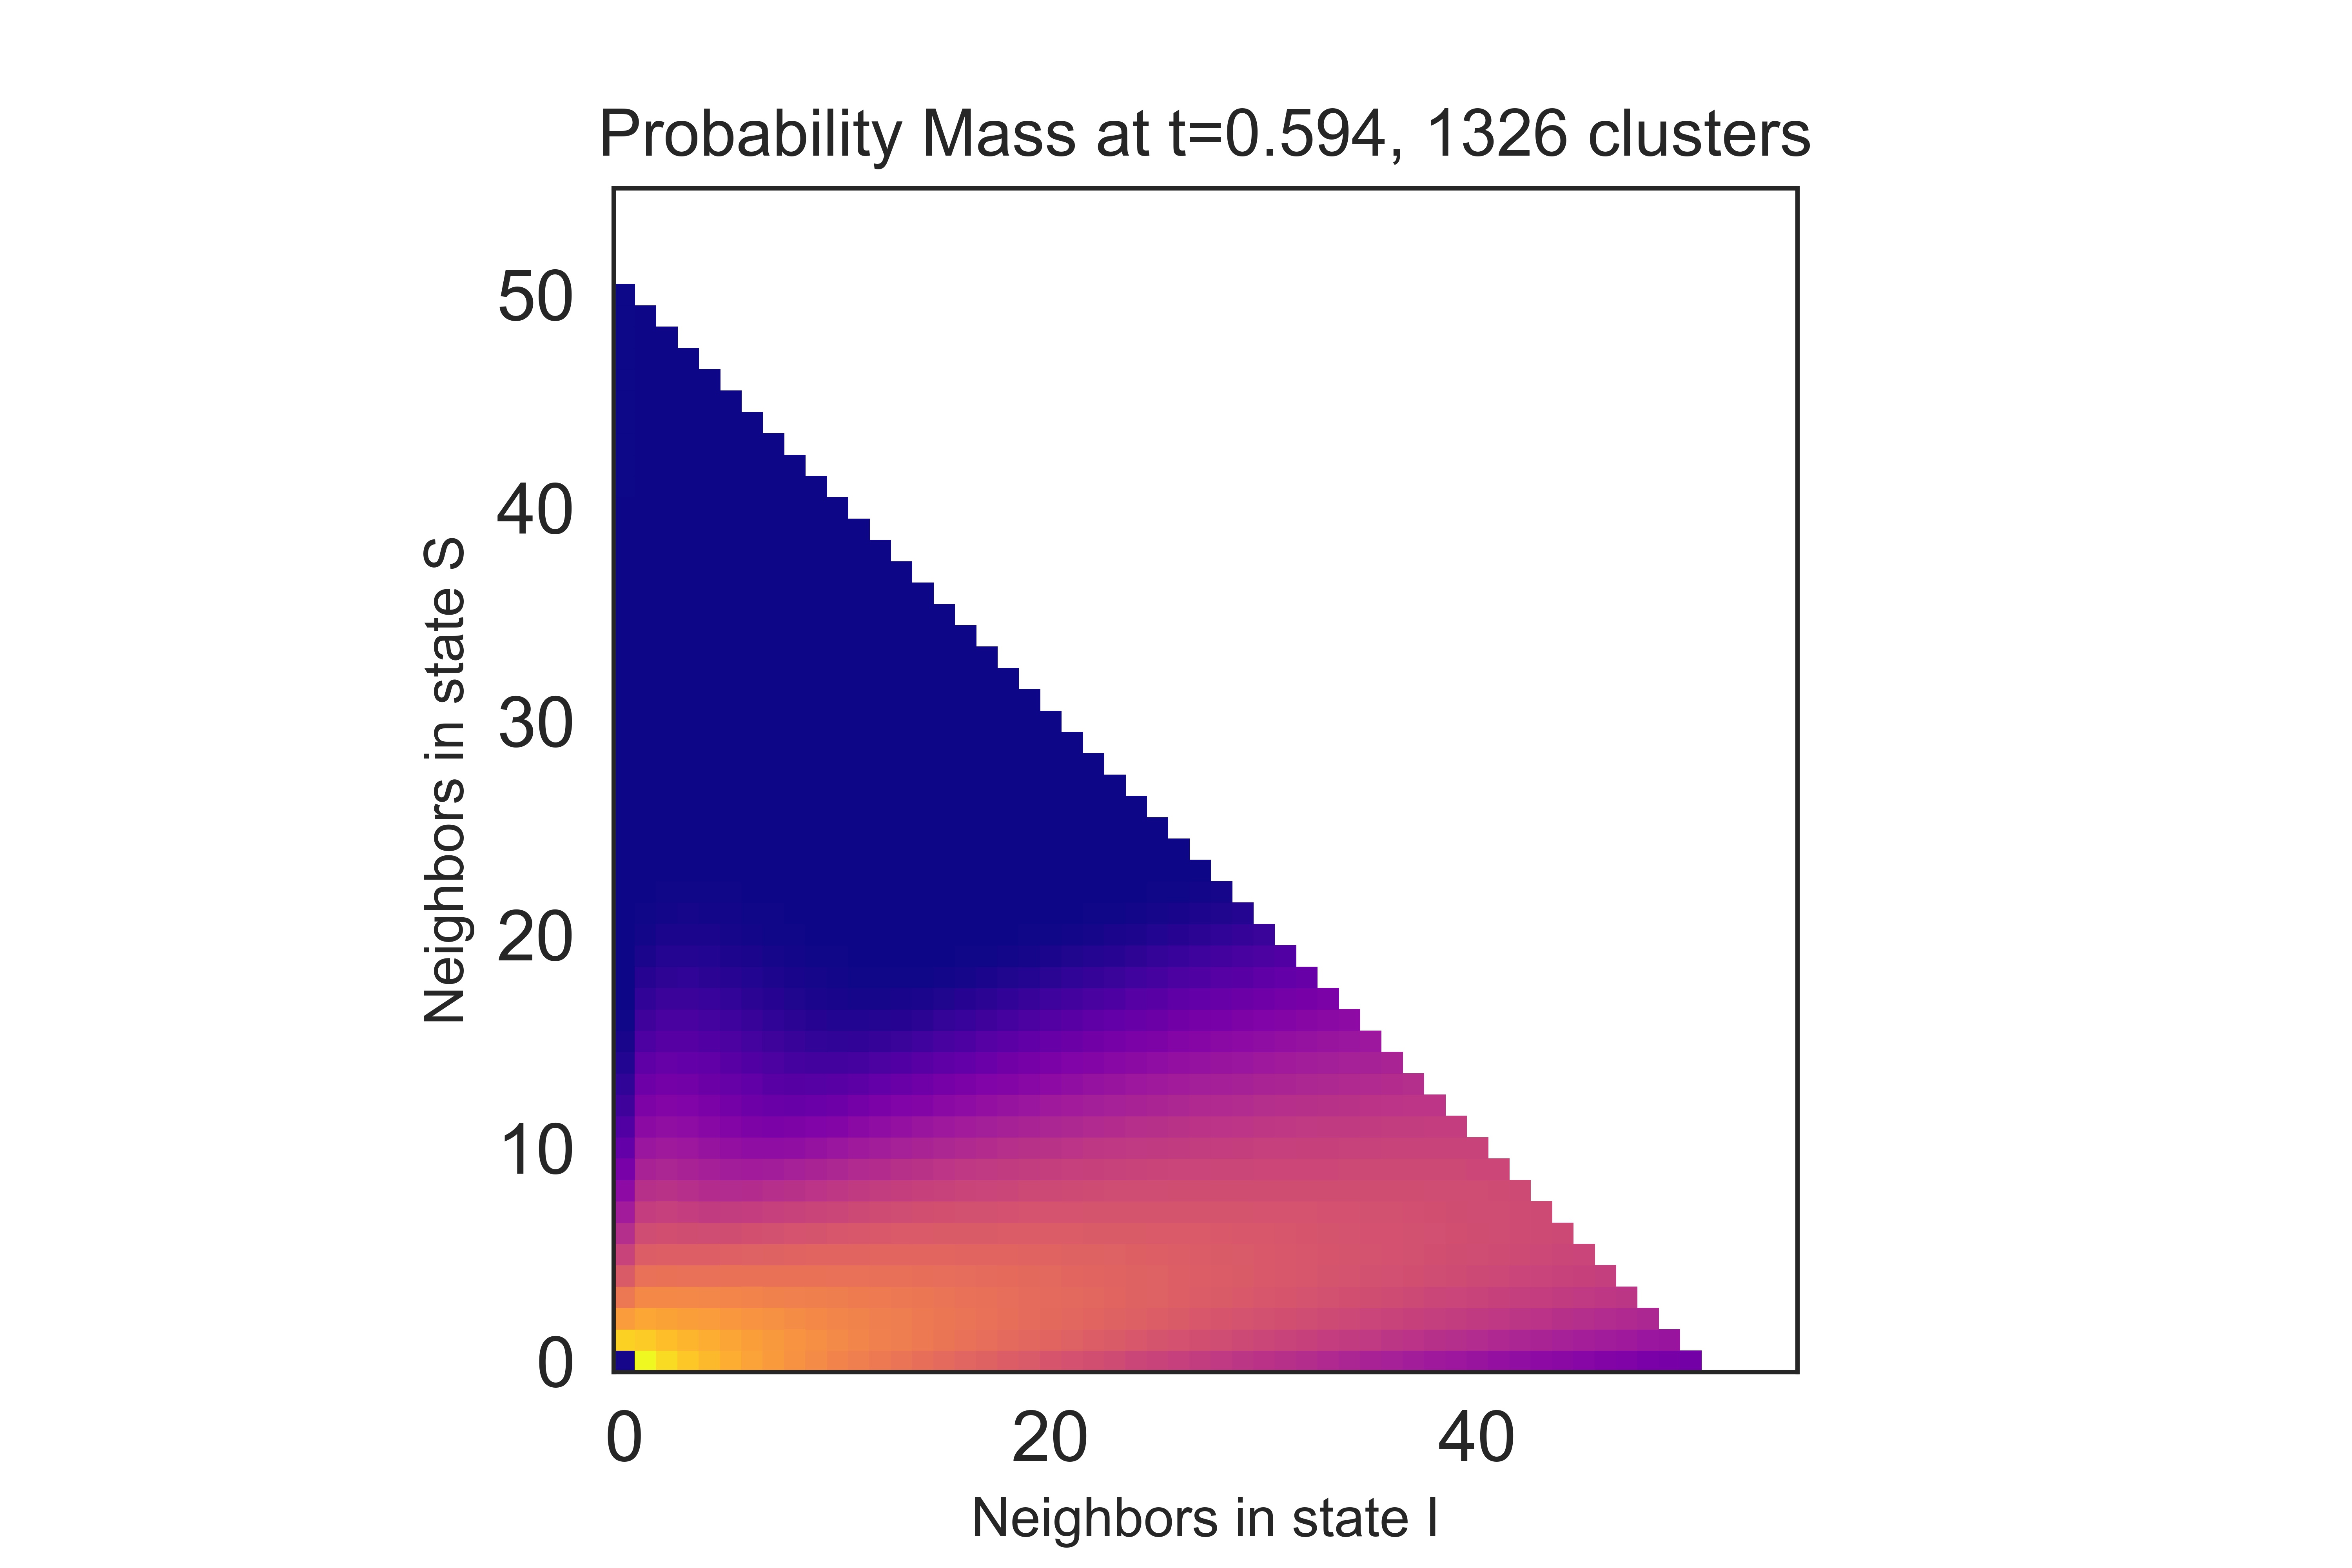 Probability Mass at t=0.594, 1326 clusters
Neighbors in state S
50
40
30
20
10
0
0 20 40
Neighbors in state I